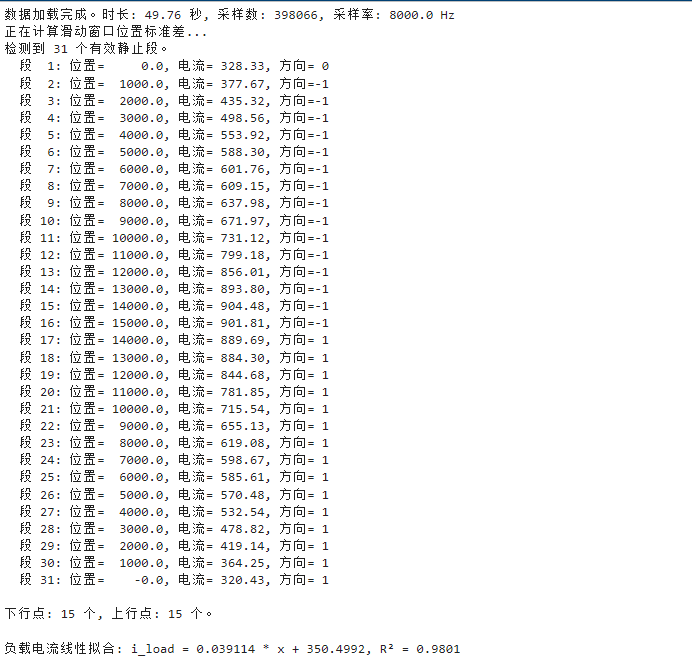 数据加载完成。时长: 49.76 秒, 采样数: 398066, 采样率: 8000.0 Hz
正在计算滑动窗口位置标准差...
检测到 31 个有效静止段。
  段  1: 位置=     0.0, 电流= 328.33, 方向= 0
  段  2: 位置=  1000.0, 电流= 377.67, 方向=-1
  段  3: 位置=  2000.0, 电流= 435.32, 方向=-1
  段  4: 位置=  3000.0, 电流= 498.56, 方向=-1
  段  5: 位置=  4000.0, 电流= 553.92, 方向=-1
  段  6: 位置=  5000.0, 电流= 588.30, 方向=-1
  段  7: 位置=  6000.0, 电流= 601.76, 方向=-1
  段  8: 位置=  7000.0, 电流= 609.15, 方向=-1
  段  9: 位置=  8000.0, 电流= 637.98, 方向=-1
  段 10: 位置=  9000.0, 电流= 671.97, 方向=-1
  段 11: 位置= 10000.0, 电流= 731.12, 方向=-1
  段 12: 位置= 11000.0, 电流= 799.18, 方向=-1
  段 13: 位置= 12000.0, 电流= 856.01, 方向=-1
  段 14: 位置= 13000.0, 电流= 893.80, 方向=-1
  段 15: 位置= 14000.0, 电流= 904.48, 方向=-1
  段 16: 位置= 15000.0, 电流= 901.81, 方向=-1
  段 17: 位置= 14000.0, 电流= 889.69, 方向= 1
  段 18: 位置= 13000.0, 电流= 884.30, 方向= 1
  段 19: 位置= 12000.0, 电流= 844.68, 方向= 1
  段 20: 位置= 11000.0, 电流= 781.85, 方向= 1
  段 21: 位置= 10000.0, 电流= 715.54, 方向= 1
  段 22: 位置=  9000.0, 电流= 655.13, 方向= 1
  段 23: 位置=  8000.0, 电流= 619.08, 方向= 1
  段 24: 位置=  7000.0, 电流= 598.67, 方向= 1
  段 25: 位置=  6000.0, 电流= 585.61, 方向= 1
  段 26: 位置=  5000.0, 电流= 570.48, 方向= 1
  段 27: 位置=  4000.0, 电流= 532.54, 方向= 1
  段 28: 位置=  3000.0, 电流= 478.82, 方向= 1
  段 29: 位置=  2000.0, 电流= 419.14, 方向= 1
  段 30: 位置=  1000.0, 电流= 364.25, 方向= 1
  段 31: 位置=    -0.0, 电流= 320.43, 方向= 1

下行点: 15 个, 上行点: 15 个。

负载电流线性拟合: i_load = 0.039114 * x + 350.4992, R² = 0.9801